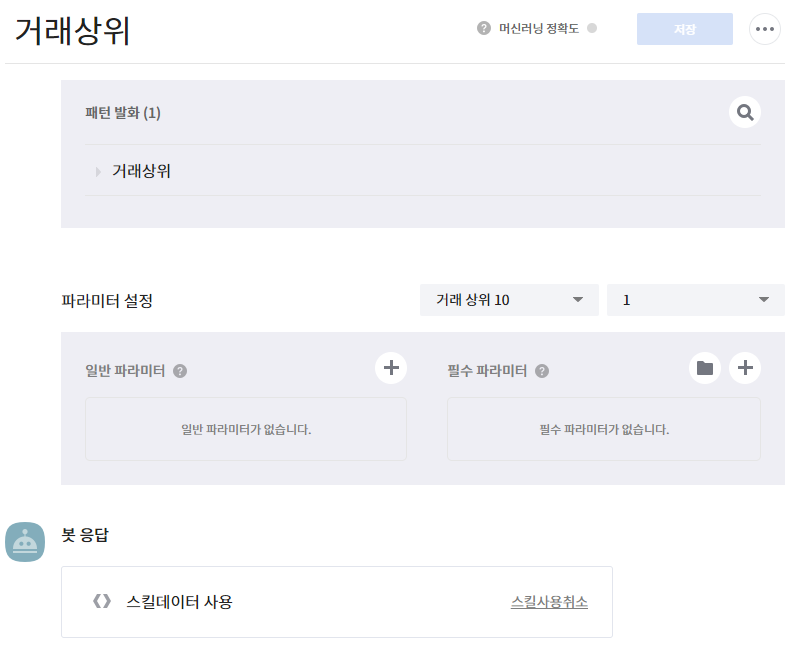 거래상위
? 머신러닝 정확도
저장
패턴 발화 (1)
거래상위
파라미터 설정
거래 상위 10
1
일반 파라미터 ?
필수 파라미터 ?
일반 파라미터가 없습니다.
필수 파라미터가 없습니다.
봇 응답
스킬데이터 사용
스킬사용취소